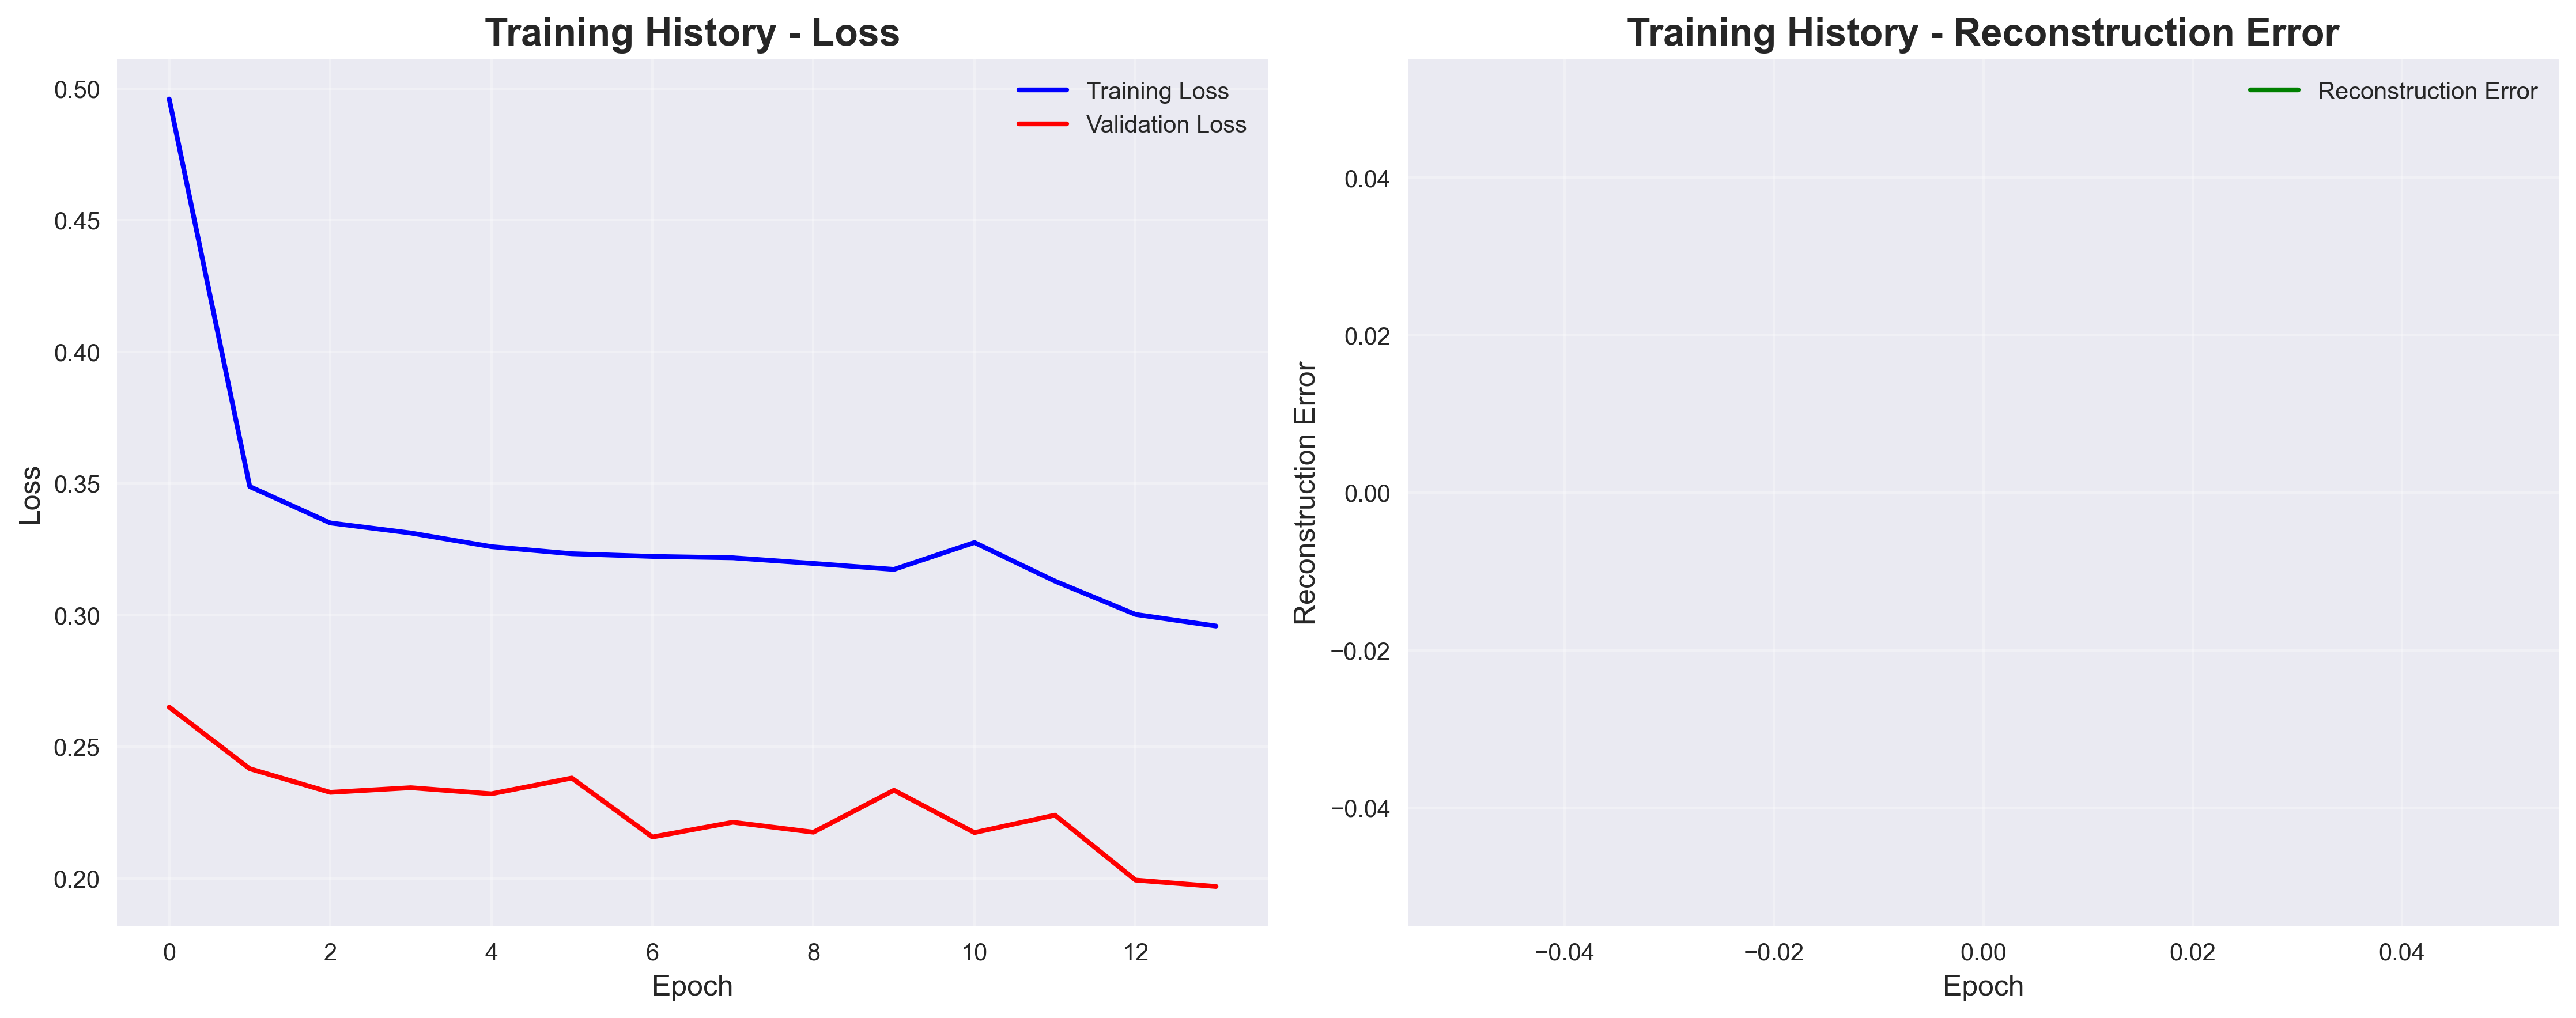 Training History - Loss
Training Loss
Validation Loss
0.50
0.45
0.40
0.35
0.30
0.25
0.20
Loss
0 2 4 6 8 10 12
Epoch
Training History - Reconstruction Error
Reconstruction Error
0.04
0.02
0.00
−0.02
−0.04
Reconstruction Error
−0.04 −0.02 0.00 0.02 0.04
Epoch